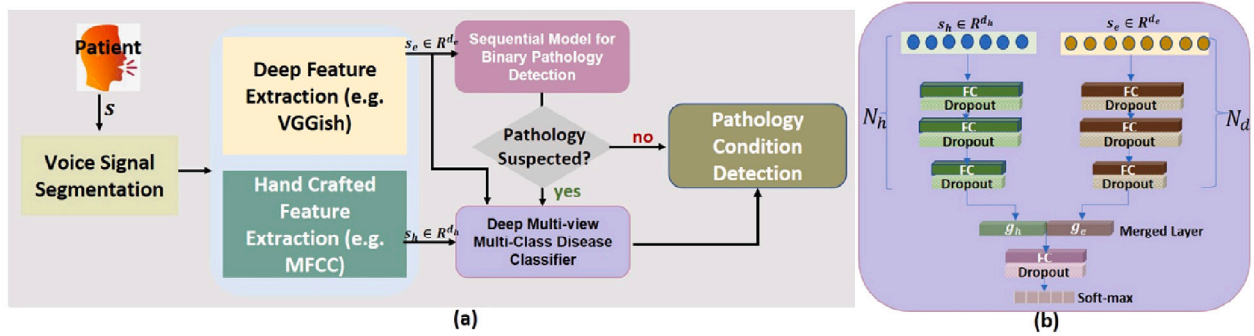 Patient
s
Voice Signal
Segmentation
Deep Feature
Extraction (e.g.
VGGish)
Hand Crafted
Feature
Extraction (e.g.
MFCC)
s_e ∈ R^{d_e}
s_h ∈ R^{d_h}
Sequential Model for
Binary Pathology
Detection
Pathology
Suspected?
no
yes
Deep Multi-view
Multi-Class Disease
Classifier
Pathology
Condition
Detection
(a)
s_h ∈ R^{d_h}
s_e ∈ R^{d_e}
N_h
N_d
FC
Dropout
FC
Dropout
FC
Dropout
FC
Dropout
FC
Dropout
FC
Dropout
g_h
g_e
Merged Layer
FC
Dropout
Soft-max
(b)